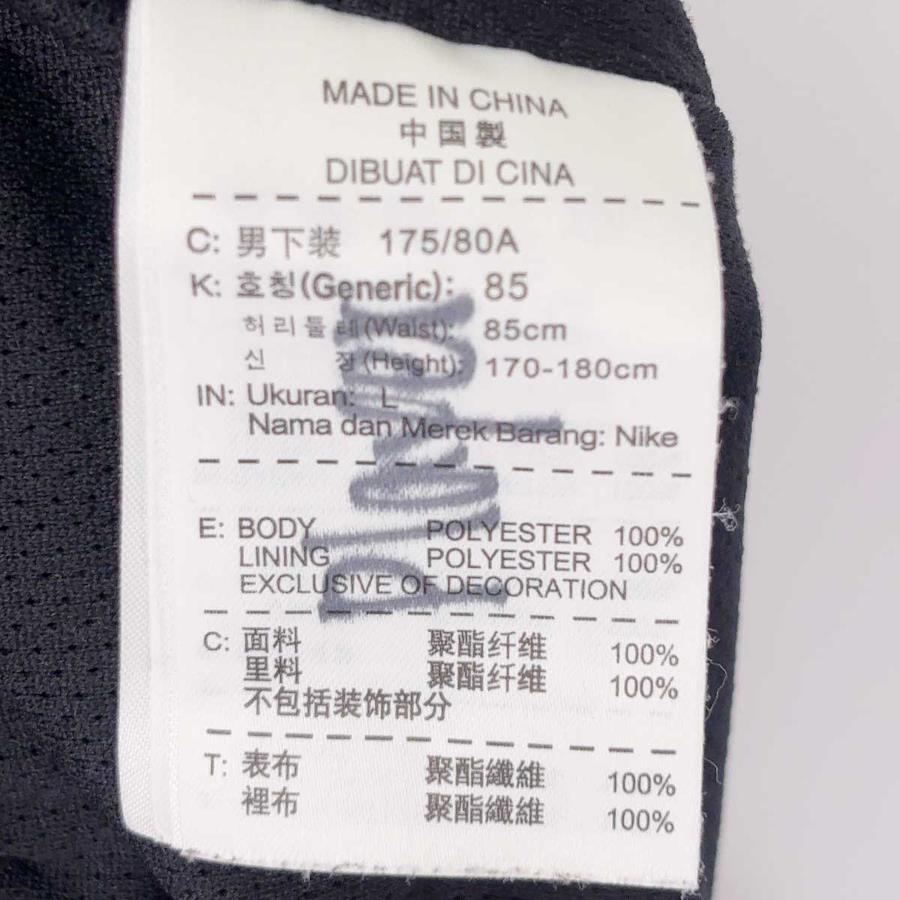 MADE IN CHINA
中国製
DIBUAT DI CINA
C: 男下装 175/80A
K: 호칭(Generic): 85
허리둘레(Waist): 85cm
신 장(Height): 170-180cm
IN: Ukuran: L
Nama dan Merek Barang: Nike
E: BODY POLYESTER 100%
LINING POLYESTER 100%
EXCLUSIVE OF DECORATION
C: 面料 聚酯纤维 100%
里料 聚酯纤维 100%
不包括装饰部分
T: 表布 聚酯纖維 100%
裡布 聚酯纖維 100%